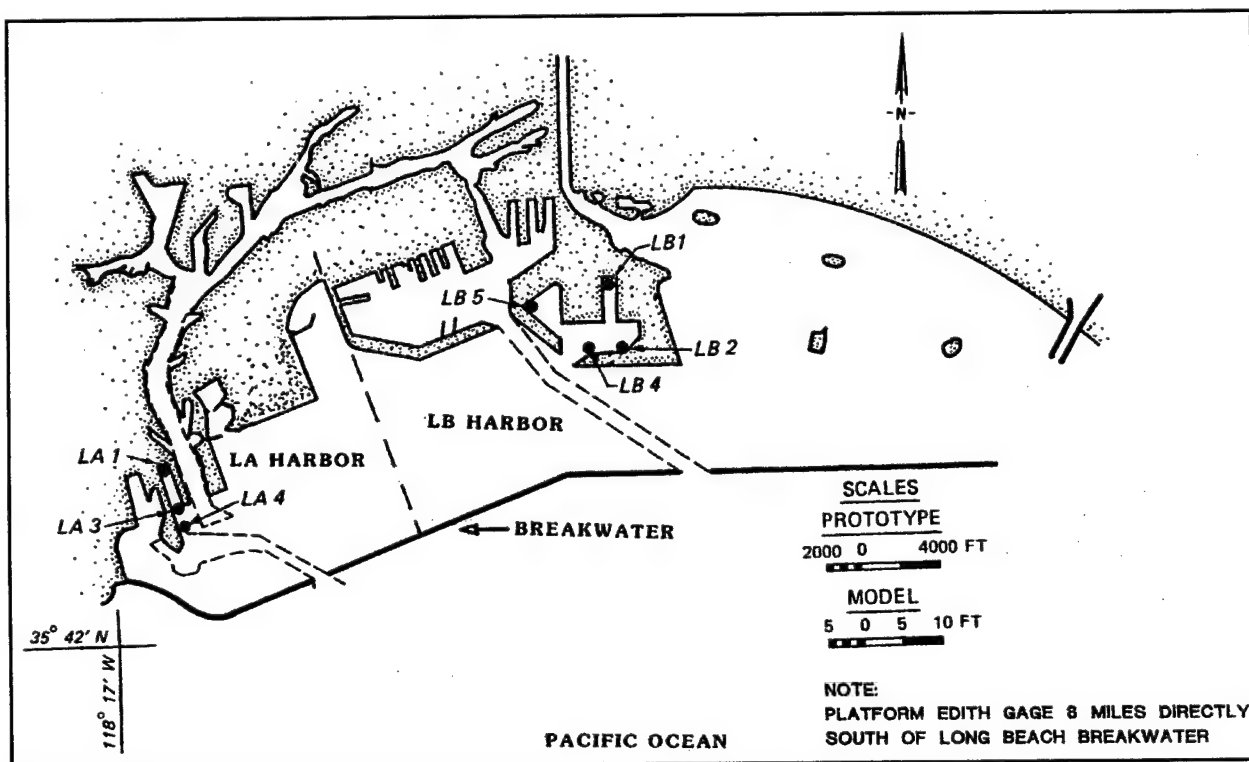 -N-
LB1
LB 5
LB 2
LB 4
LB HARBOR
LA HARBOR
LA 1
LA 4
LA 3
BREAKWATER
SCALES
PROTOTYPE
2000 0 4000 FT
MODEL
5 0 5 10 FT
35° 42' N
118° 17' W
NOTE:
PLATFORM EDITH GAGE 8 MILES DIRECTLY
SOUTH OF LONG BEACH BREAKWATER
PACIFIC OCEAN